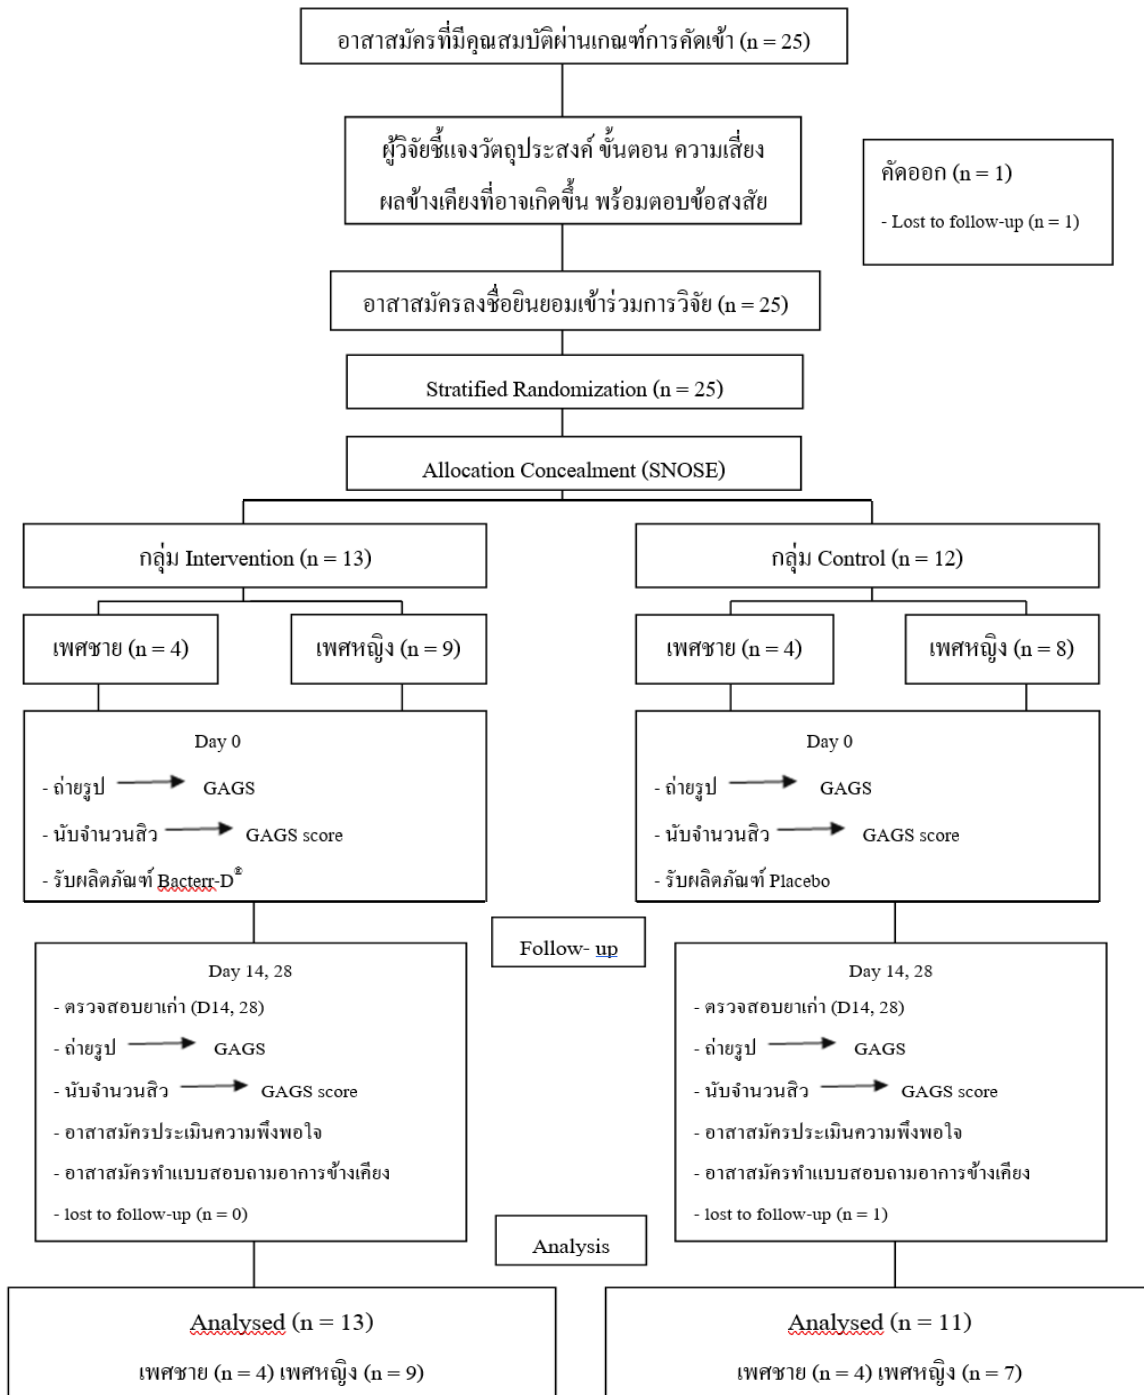 อาสาสมัครที่มีคุณสมบัติผ่านเกณฑ์การคัดเข้า (n = 25)
ผู้วิจัยชี้แจงวัตถุประสงค์ ขั้นตอน ความเสี่ยง
ผลข้างเคียงที่อาจเกิดขึ้น พร้อมตอบข้อสงสัย
คัดออก (n = 1)
- Lost to follow-up (n = 1)
อาสาสมัครลงชื่อยินยอมเข้าร่วมการวิจัย (n = 25)
Stratified Randomization (n = 25)
Allocation Concealment (SNOSE)
กลุ่ม Intervention (n = 13)
กลุ่ม Control (n = 12)
เพศชาย (n = 4)
เพศหญิง (n = 9)
เพศชาย (n = 4)
เพศหญิง (n = 8)
Day 0
- ถ่ายรูป GAGS
- นับจำนวนสิว GAGS score
- รับผลิตภัณฑ์ Bacterr-D®
Day 0
- ถ่ายรูป GAGS
- นับจำนวนสิว GAGS score
- รับผลิตภัณฑ์ Placebo
Follow- up
Day 14, 28
- ตรวจสอบยาเก่า (D14, 28)
- ถ่ายรูป GAGS
- นับจำนวนสิว GAGS score
- อาสาสมัครประเมินความพึงพอใจ
- อาสาสมัครทำแบบสอบถามอาการข้างเคียง
- lost to follow-up (n = 0)
Day 14, 28
- ตรวจสอบยาเก่า (D14, 28)
- ถ่ายรูป GAGS
- นับจำนวนสิว GAGS score
- อาสาสมัครประเมินความพึงพอใจ
- อาสาสมัครทำแบบสอบถามอาการข้างเคียง
- lost to follow-up (n = 1)
Analysis
Analysed (n = 13)
เพศชาย (n = 4) เพศหญิง (n = 9)
Analysed (n = 11)
เพศชาย (n = 4) เพศหญิง (n = 7)